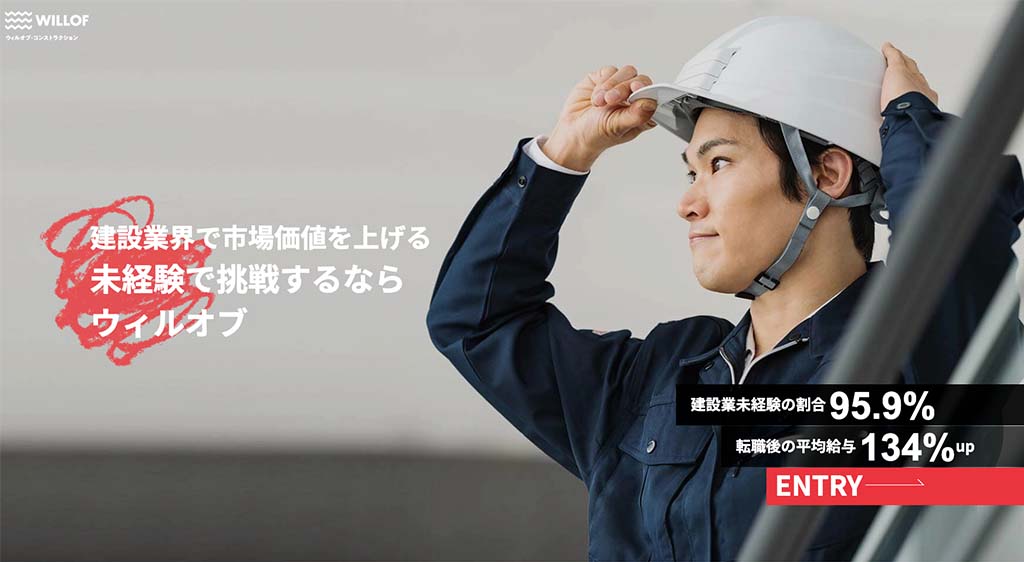 WILLOF
ウィルオブ・コンストラクション
建設業界で市場価値を上げる
未経験で挑戦するなら
ウィルオブ
建設業未経験の割合 95.9%
転職後の平均給与 134%up
ENTRY